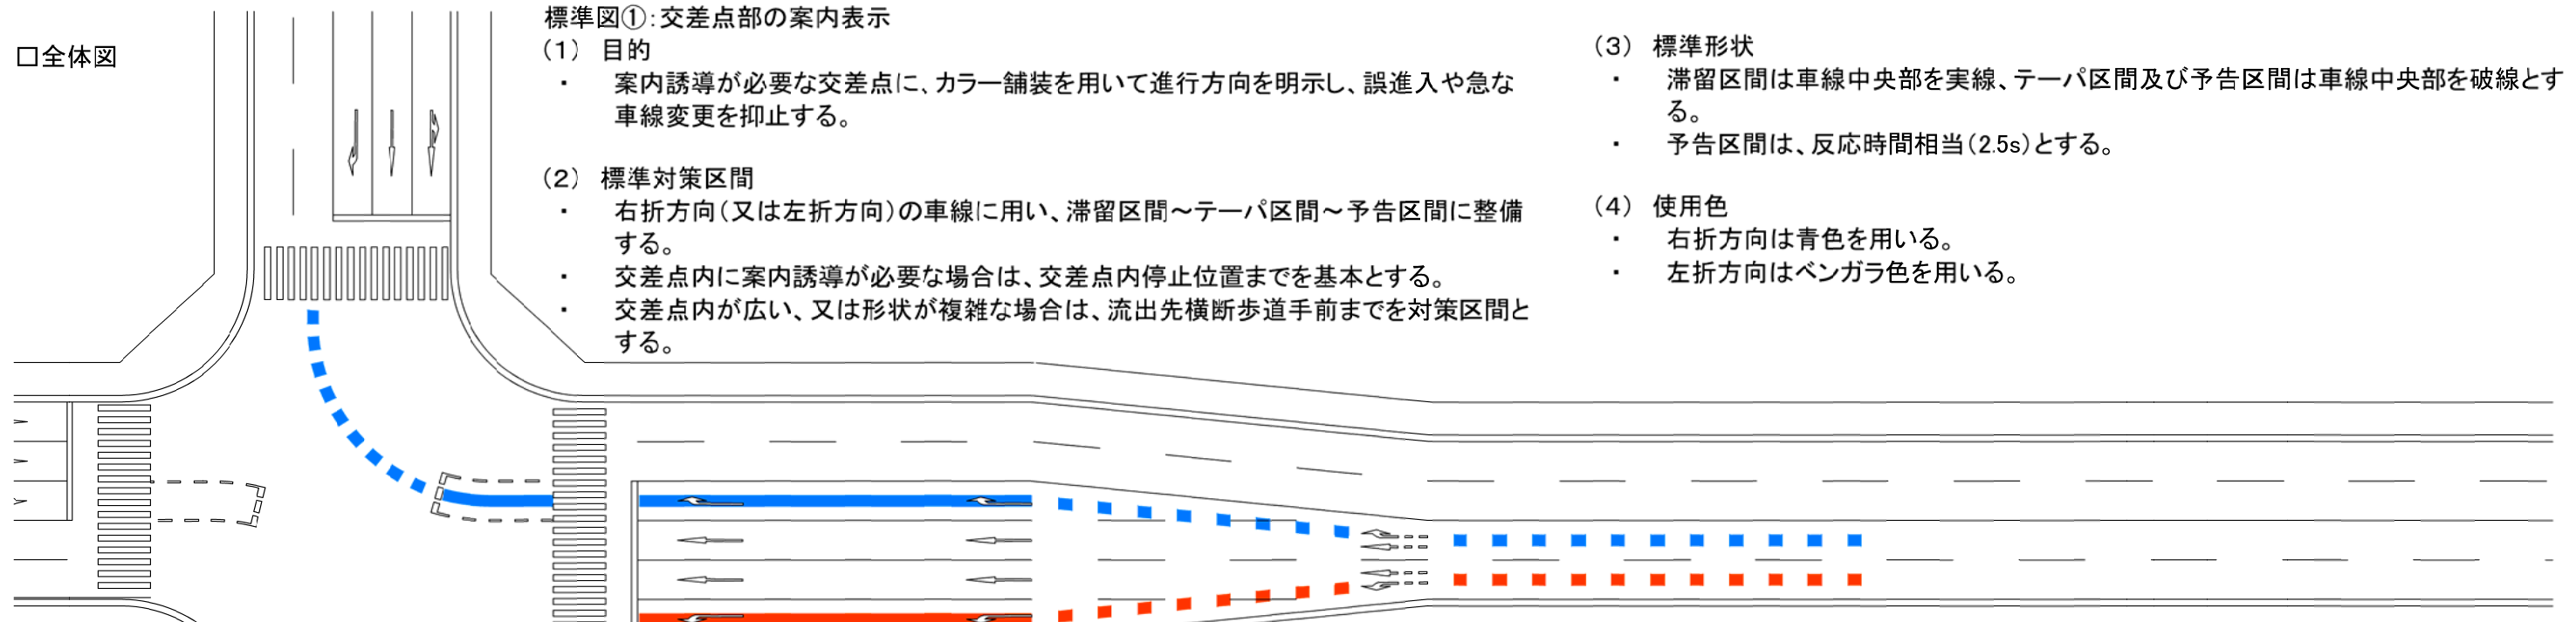 □全体図
標準図①：交差点部の案内表示
（１） 目的
・ 案内誘導が必要な交差点に、カラー舗装を用いて進行方向を明示し、誤進入や急な
車線変更を抑止する。
（２） 標準対策区間
・ 右折方向（又は左折方向）の車線に用い、滞留区間～テーパ区間～予告区間に整備
する。
・ 交差点内に案内誘導が必要な場合は、交差点内停止位置までを基本とする。
・ 交差点内が広い、又は形状が複雑な場合は、流出先横断歩道手前までを対策区間と
する。
（３） 標準形状
・ 滞留区間は車線中央部を実線、テーパ区間及び予告区間は車線中央部を破線とす
る。
・ 予告区間は、反応時間相当（2.5s）とする。
（４） 使用色
・ 右折方向は青色を用いる。
・ 左折方向はベンガラ色を用いる。